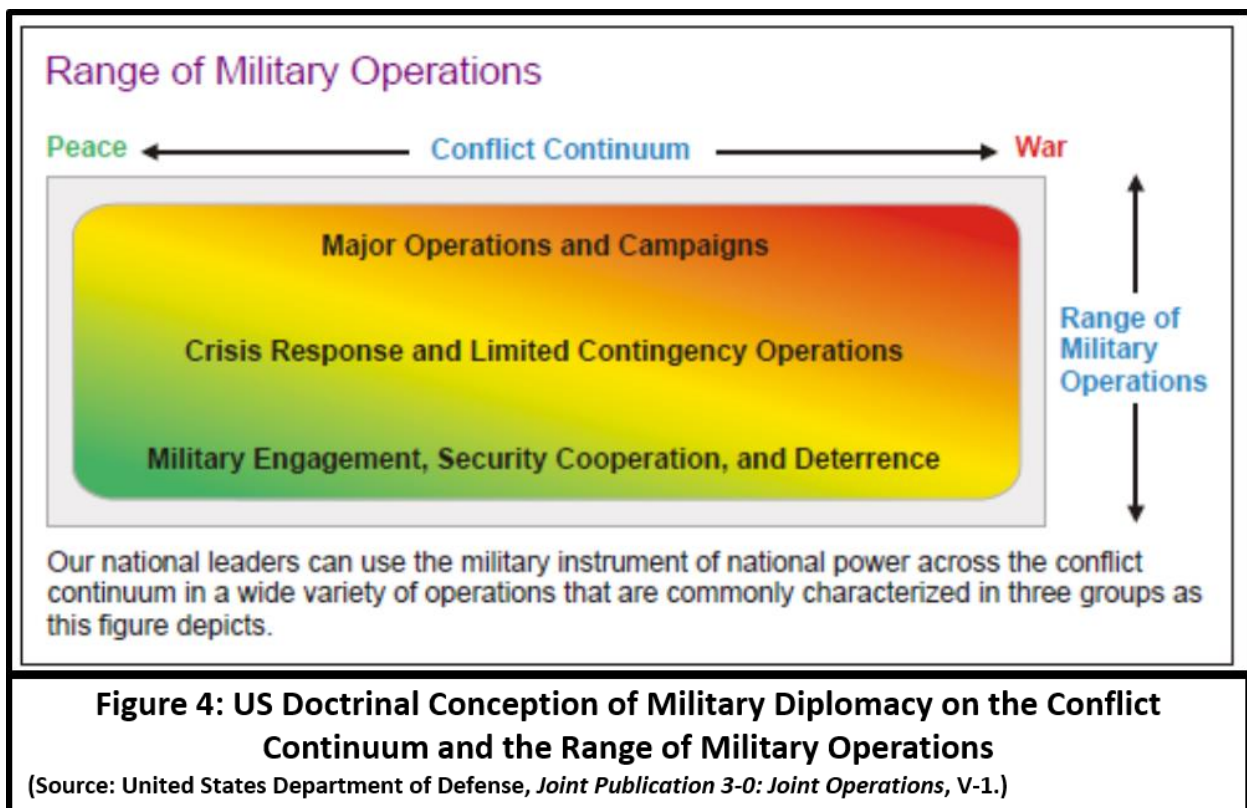 Range of Military Operations
Peace Conflict Continuum War
Major Operations and Campaigns
Crisis Response and Limited Contingency Operations
Military Engagement, Security Cooperation, and Deterrence
Range of
Military
Operations
Our national leaders can use the military instrument of national power across the conflict
continuum in a wide variety of operations that are commonly characterized in three groups as
this figure depicts.
Figure 4: US Doctrinal Conception of Military Diplomacy on the Conflict
Continuum and the Range of Military Operations
(Source: United States Department of Defense, Joint Publication 3-0: Joint Operations, V-1.)